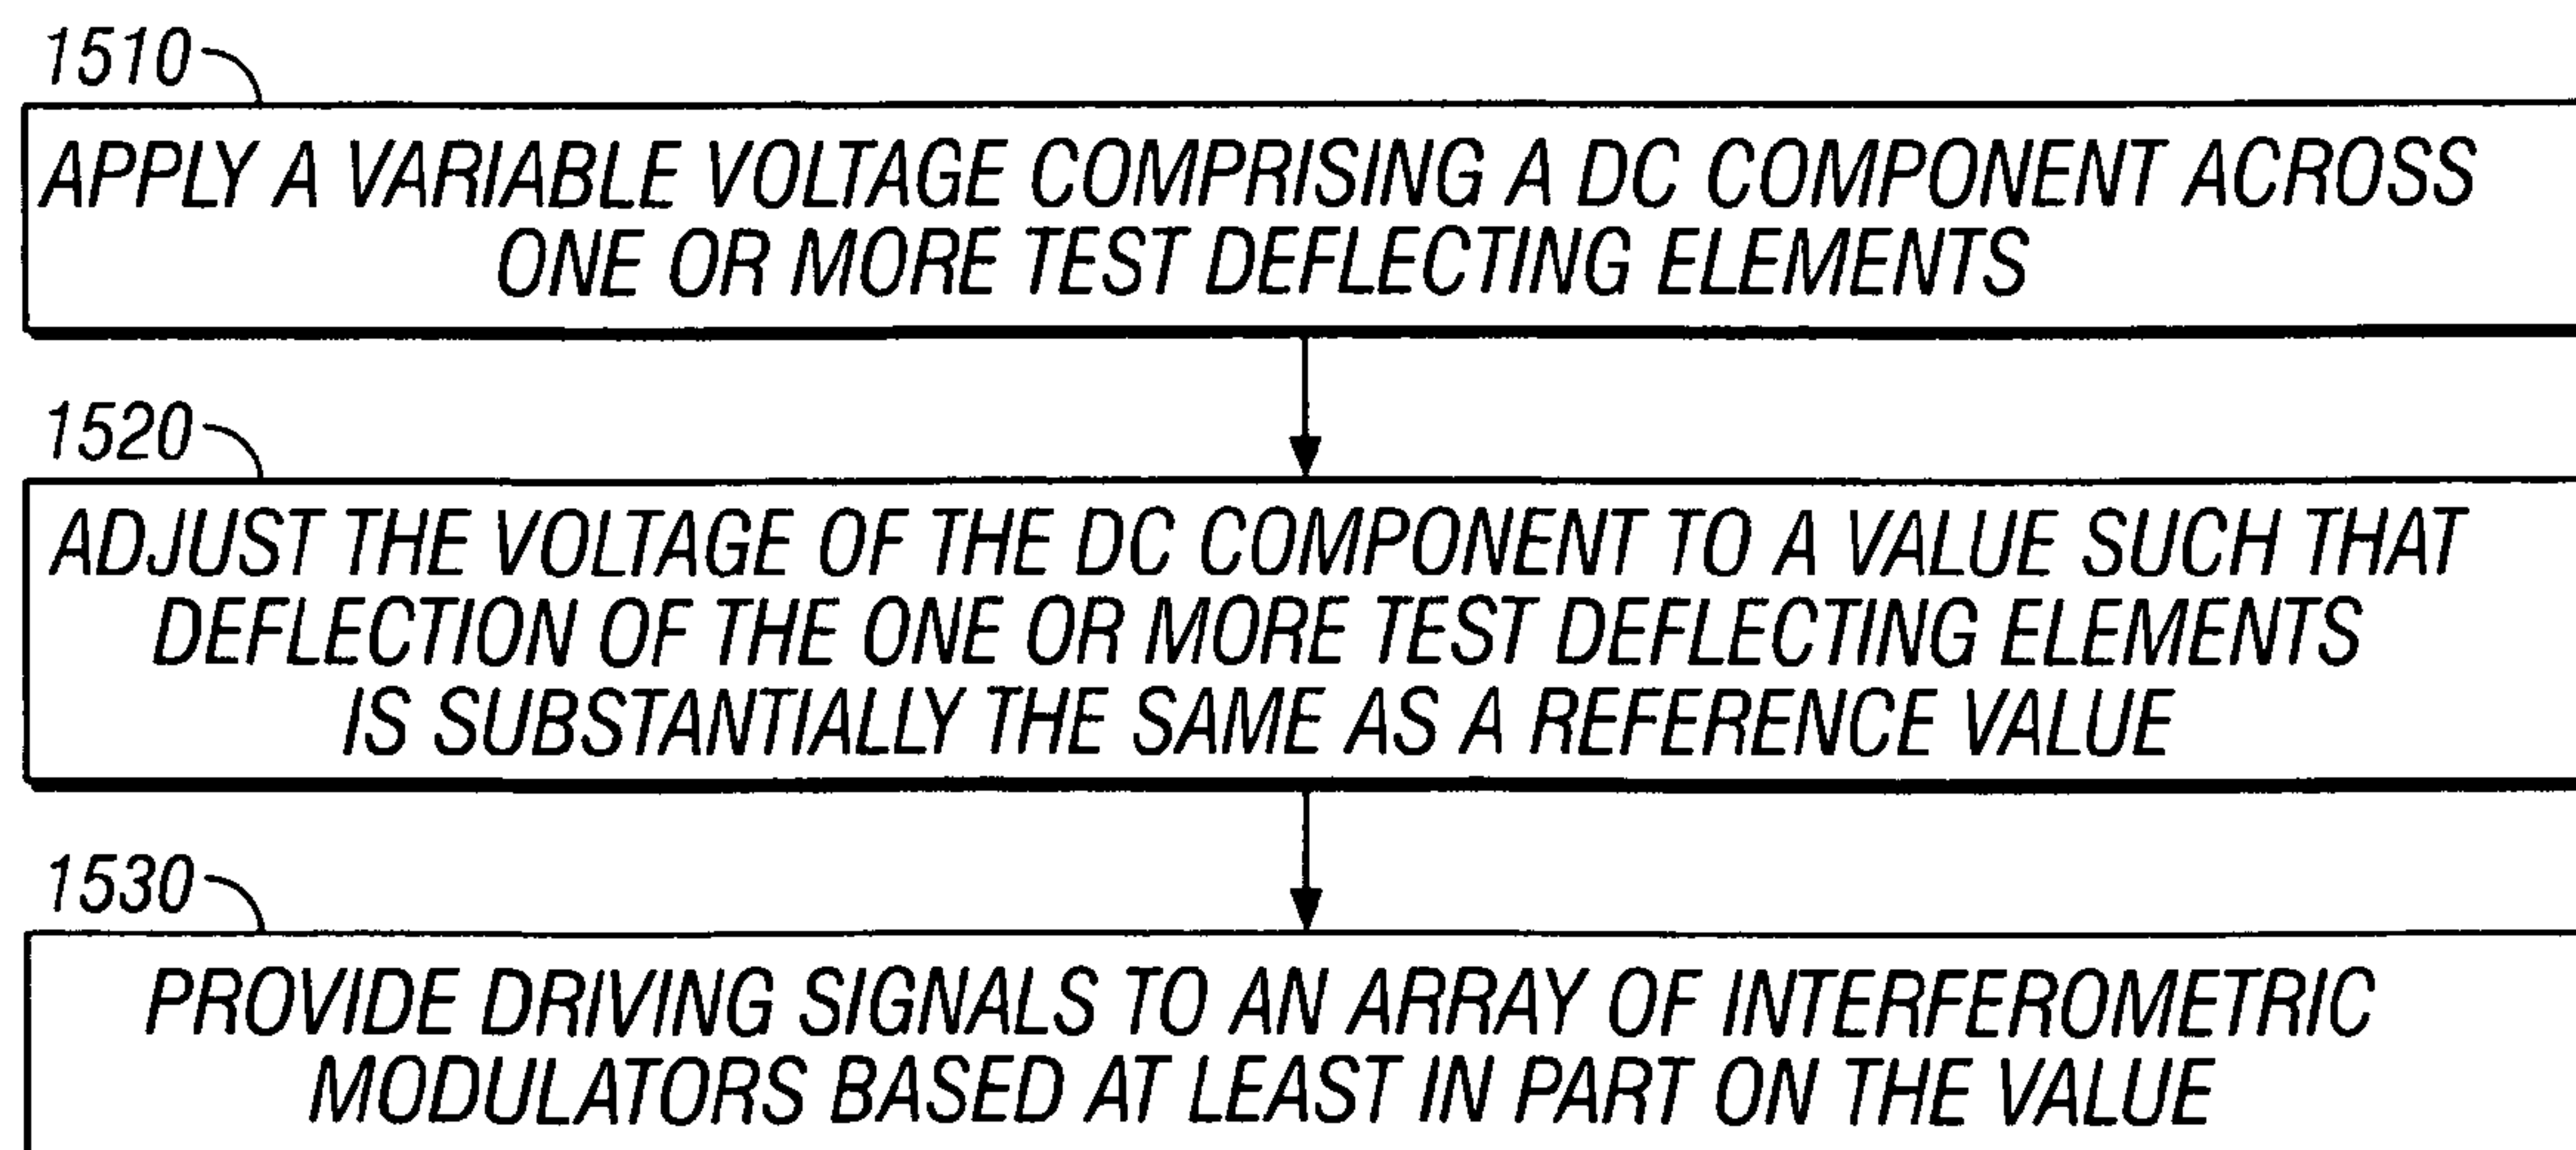 1510
APPLY A VARIABLE VOLTAGE COMPRISING A DC COMPONENT ACROSS
ONE OR MORE TEST DEFLECTING ELEMENTS
1520
ADJUST THE VOLTAGE OF THE DC COMPONENT TO A VALUE SUCH THAT
DEFLECTION OF THE ONE OR MORE TEST DEFLECTING ELEMENTS
IS SUBSTANTIALLY THE SAME AS A REFERENCE VALUE
1530
PROVIDE DRIVING SIGNALS TO AN ARRAY OF INTERFEROMETRIC
MODULATORS BASED AT LEAST IN PART ON THE VALUE